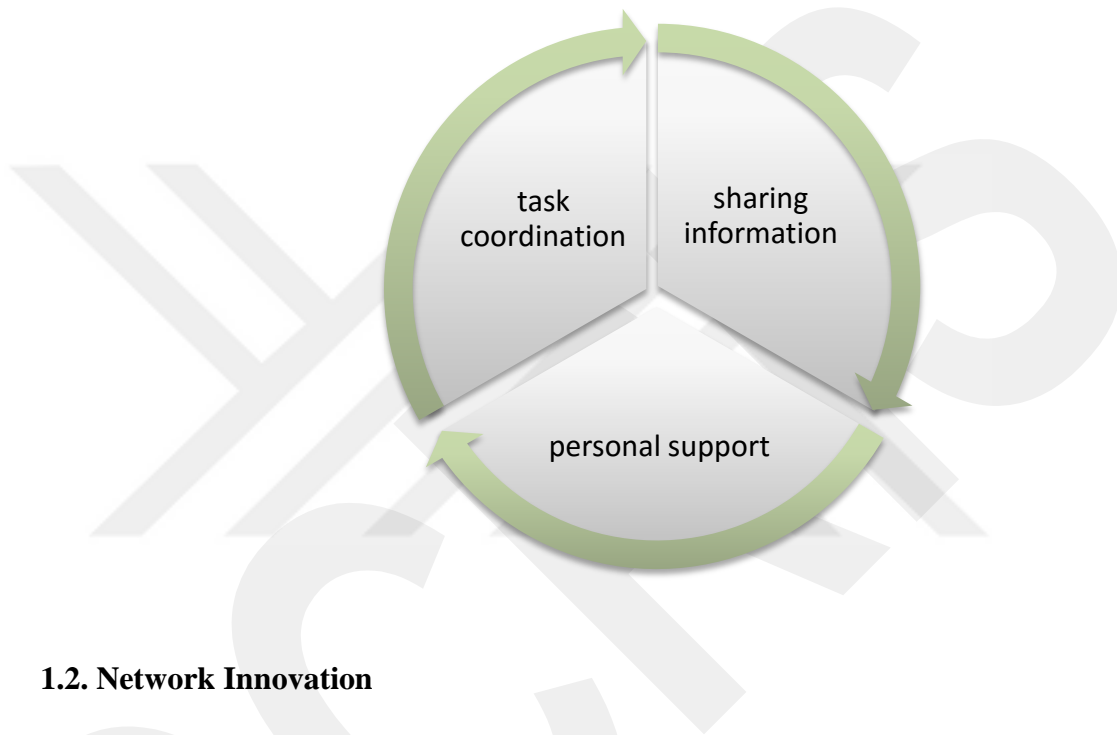 task
coordination
sharing
information
personal support
1.2. Network Innovation